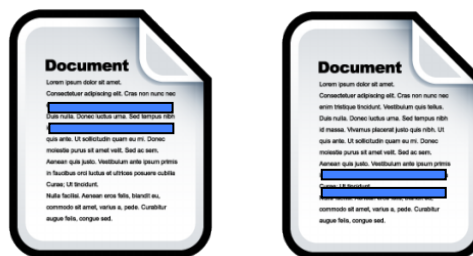 Document
Lorem ipsum dolor sit amet.
Consectetuer adipiscing elit. Cras non nunc nec
Duis nulla. Donec luctus urna. Sed tempus nibh
quis ante. Ut sollicitudin quam eu mi. Donec
molestie purus sit amet velit. Sed ac sem.
Aenean quis justo. Vestibulum ante ipsum primis
in faucibus orci luctus et ultrices posuere cubilia
Curae; Ut tincidunt.
Nulla facilisi. Aenean eros felis, blandit eu,
commodo sit amet, varius a, pede. Curabitur
augue felis, congue sed.
Document
Lorem ipsum dolor sit amet.
Consectetuer adipiscing elit. Cras non nunc nec
enim tristique tincidunt. Vestibulum quis tellus.
Duis nulla. Donec luctus urna. Sed tempus nibh
id massa. Vivamus placerat justo quis nibh. Ut
quis ante. Ut sollicitudin quam eu mi. Donec
molestie purus sit amet velit. Sed ac sem.
Aenean quis justo. Vestibulum ante ipsum primis
Curae; Ut tincidunt.
commodo sit amet, varius a, pede. Curabitur
augue felis, congue sed.